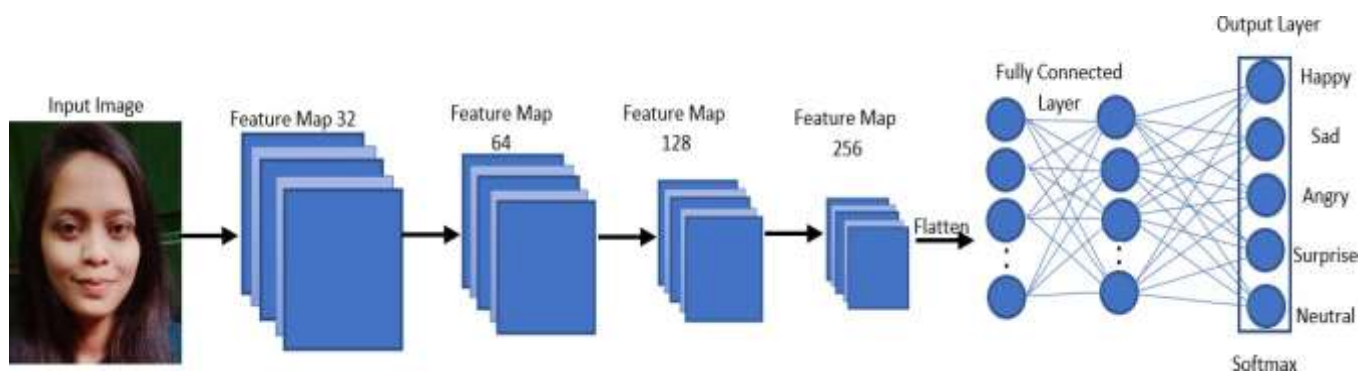 Input Image
Feature Map 32
Feature Map
64
Feature Map
128
Feature Map
256
Flatten
Fully Connected
Layer
Output Layer
Happy
Sad
Angry
Surprise
Neutral
Softmax